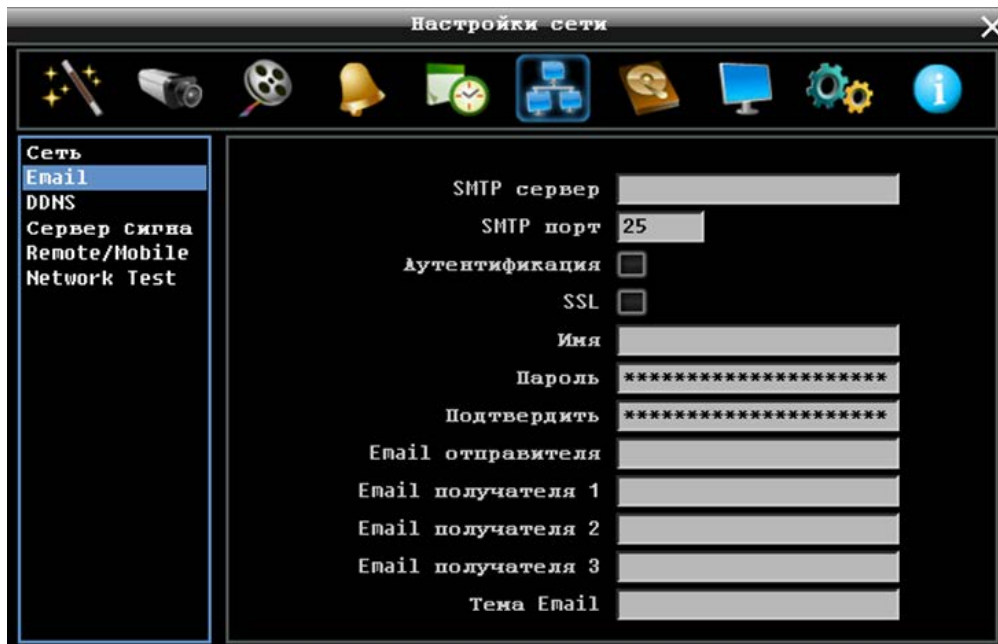 Настройки сети
Сеть
Email
DDNS
Сервер Сигна
Remote/Mobile
Network Test
SMTP сервер
SMTP порт 25
Аутентификация
SSL
Имя
Пароль *********************
Подтвердить *********************
Email отправителя
Email получателя 1
Email получателя 2
Email получателя 3
Тема Email